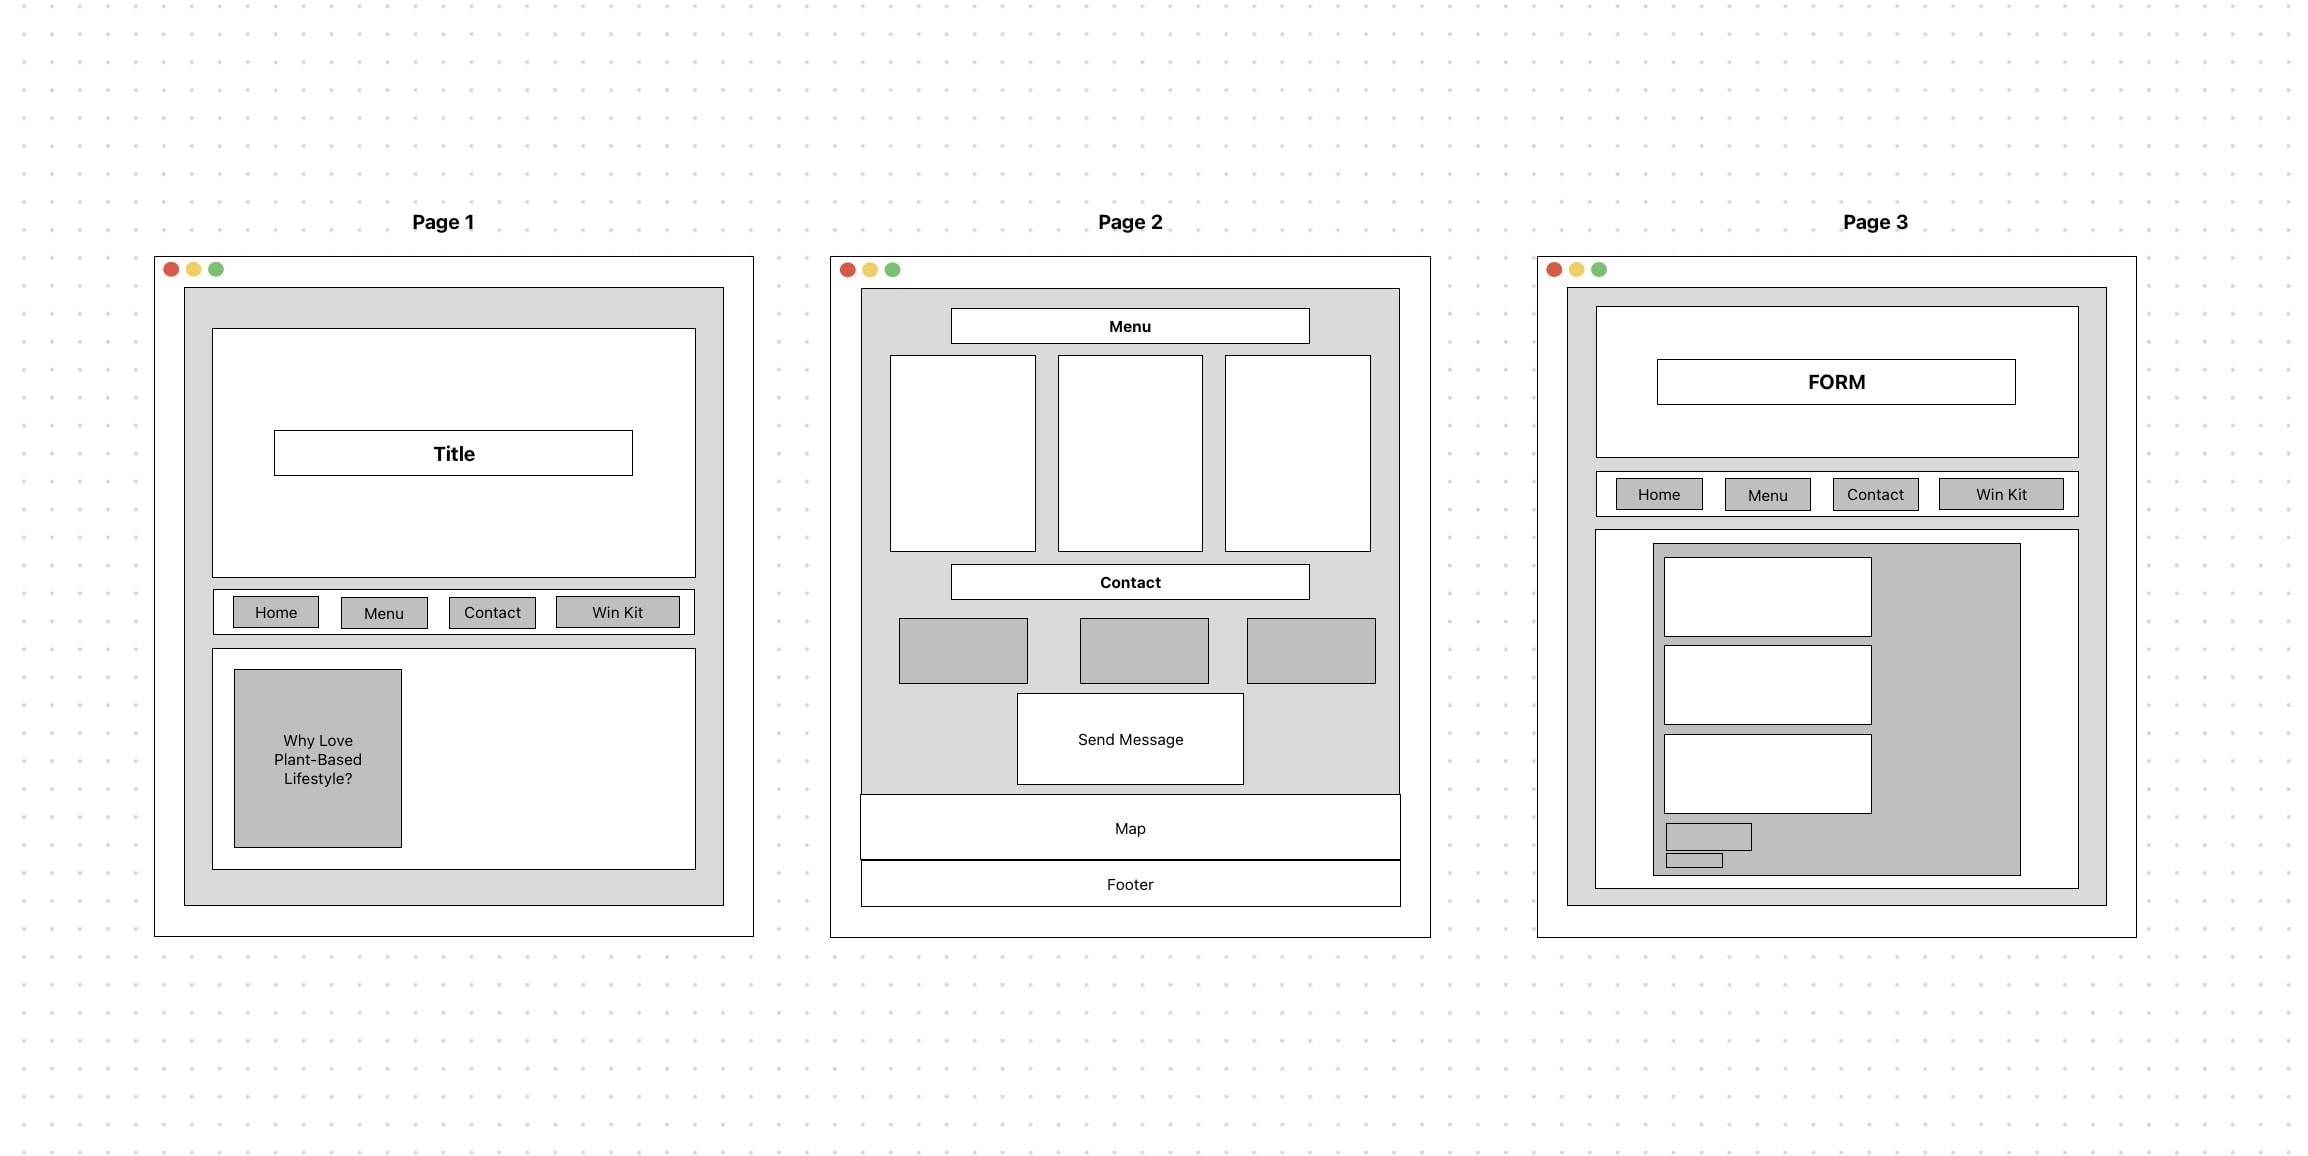 Page 1
Title
Home
Menu
Contact
Win Kit
Why Love
Plant-Based
Lifestyle?
Page 2
Menu
Contact
Send Message
Map
Footer
Page 3
FORM
Home
Menu
Contact
Win Kit